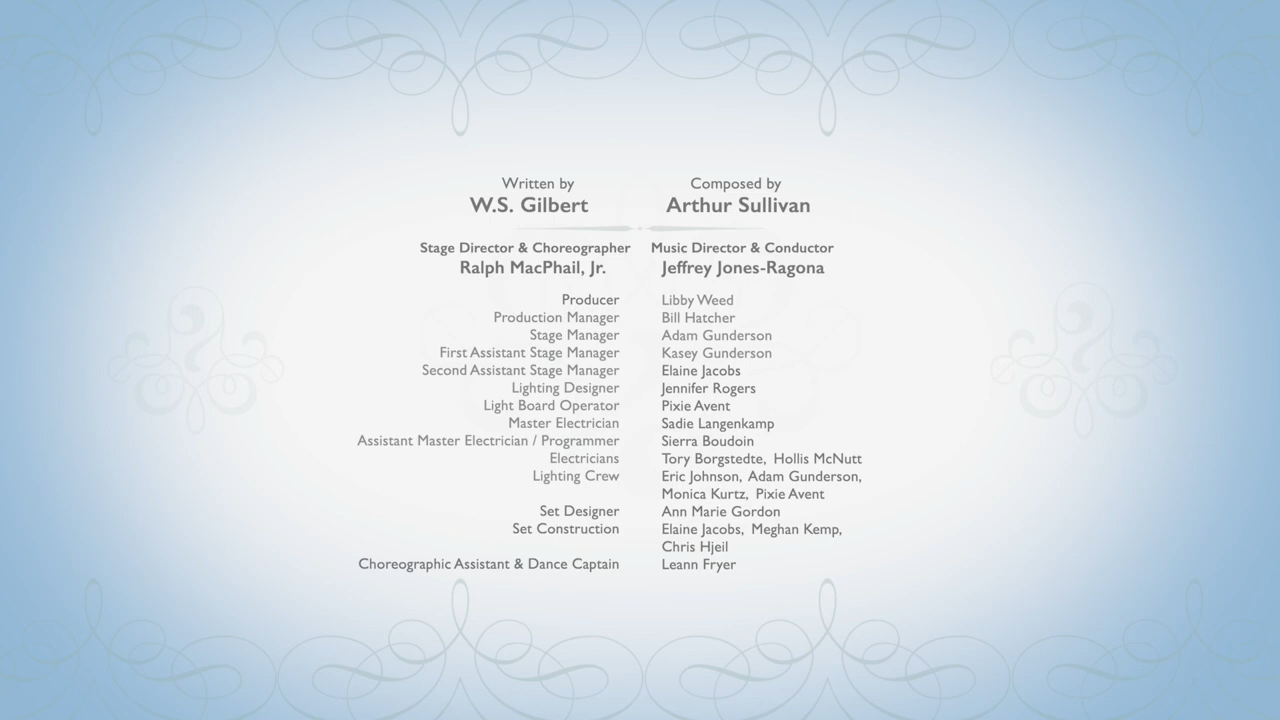 Written by Composed by
W.S. Gilbert Arthur Sullivan
Stage Director & Choreographer Music Director & Conductor
Ralph MacPhail, Jr. Jeffrey Jones-Ragona
Producer Libby Weed
Production Manager Bill Hatcher
Stage Manager Adam Gunderson
First Assistant Stage Manager Kasey Gunderson
Second Assistant Stage Manager Elaine Jacobs
Lighting Designer Jennifer Rogers
Light Board Operator Pixie Avent
Master Electrician Sadie Langenkamp
Assistant Master Electrician / Programmer Sierra Boudoin
Electricians Tory Borgstedte, Hollis McNutt
Lighting Crew Eric Johnson, Adam Gunderson,
Monica Kurtz, Pixie Avent
Set Designer Ann Marie Gordon
Set Construction Elaine Jacobs, Meghan Kemp,
Chris Hjeil
Choreographic Assistant & Dance Captain Leann Fryer